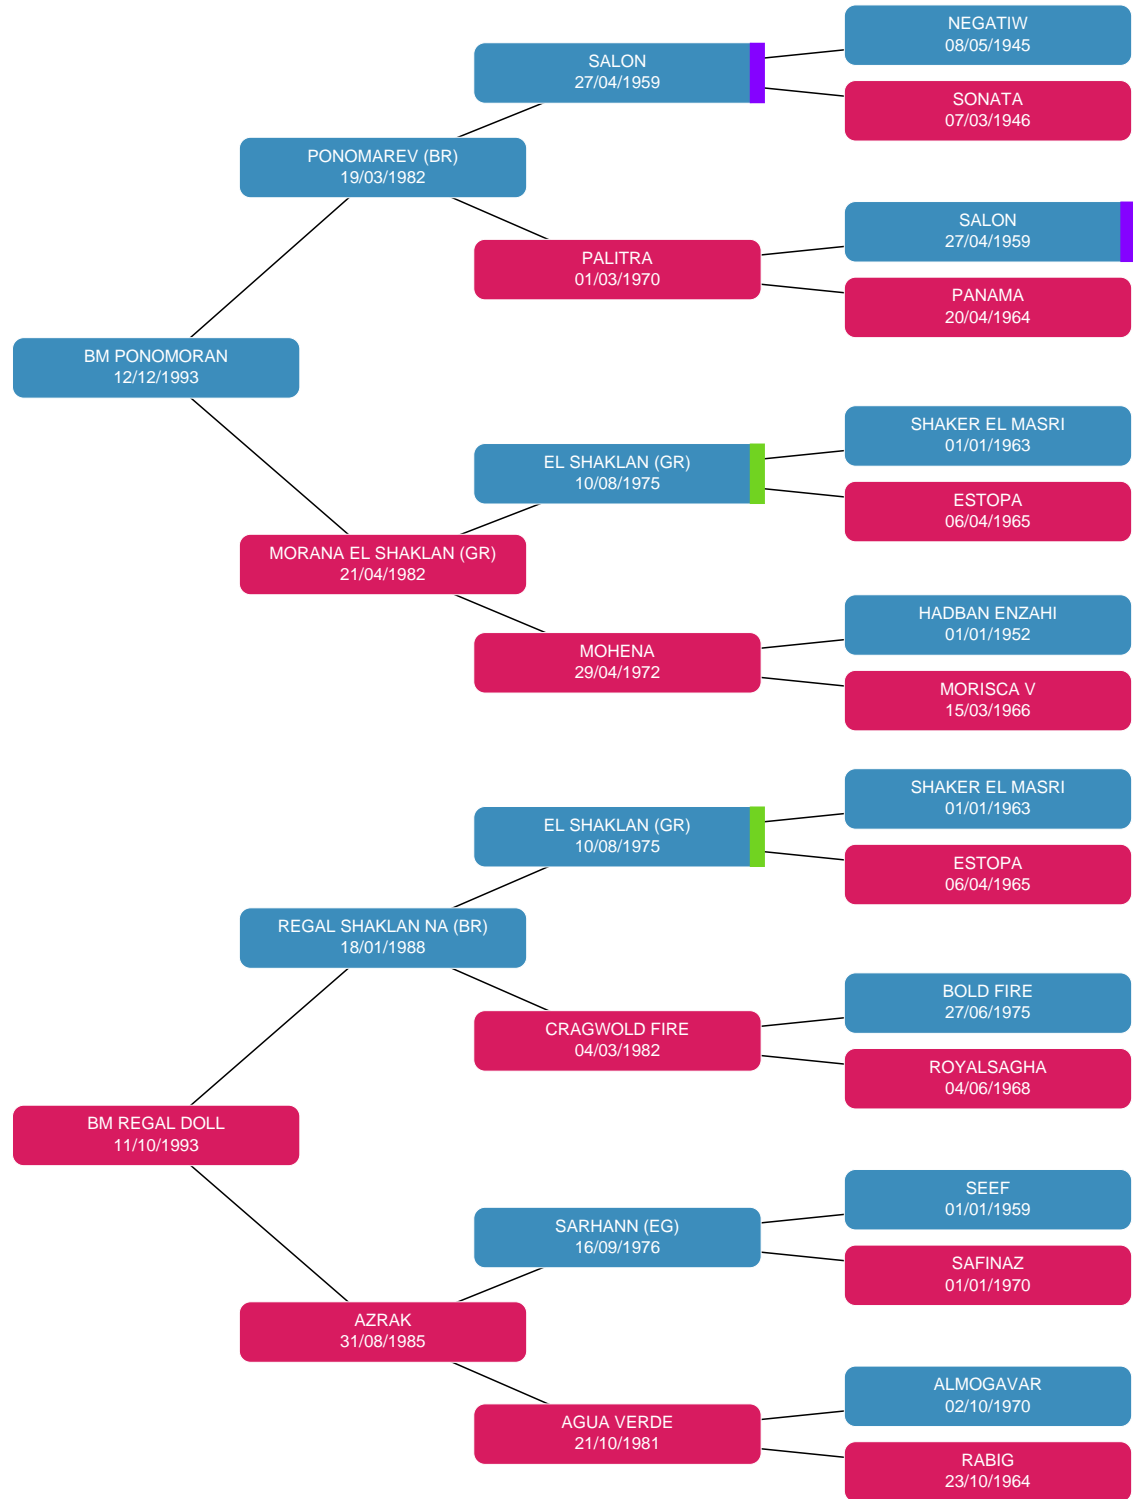 NEGATIW
08/05/1945
SALON
27/04/1959
SONATA
07/03/1946
PONOMAREV (BR)
19/03/1982
SALON
27/04/1959
PALITRA
01/03/1970
PANAMA
20/04/1964
BM PONOMORAN
12/12/1993
SHAKER EL MASRI
01/01/1963
EL SHAKLAN (GR)
10/08/1975
ESTOPA
06/04/1965
MORANA EL SHAKLAN (GR)
21/04/1982
HADBAN ENZAHI
01/01/1952
MOHENA
29/04/1972
MORISCA V
15/03/1966
SHAKER EL MASRI
01/01/1963
EL SHAKLAN (GR)
10/08/1975
ESTOPA
06/04/1965
REGAL SHAKLAN NA (BR)
18/01/1988
BOLD FIRE
27/06/1975
CRAGWOLD FIRE
04/03/1982
ROYALSAGHA
04/06/1968
BM REGAL DOLL
11/10/1993
SEEF
01/01/1959
SARHANN (EG)
16/09/1976
SAFINAZ
01/01/1970
AZRAK
31/08/1985
ALMOGAVAR
02/10/1970
AGUA VERDE
21/10/1981
RABIG
23/10/1964